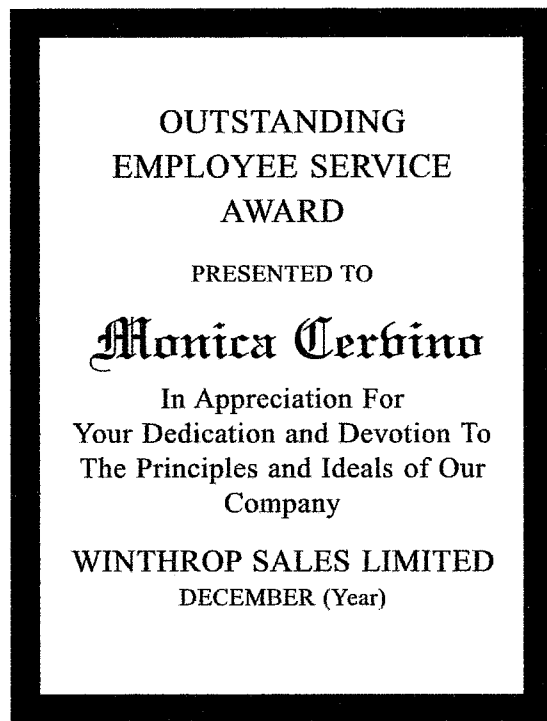 OUTSTANDING
EMPLOYEE SERVICE
AWARD
PRESENTED TO
Monica Cervino
In Appreciation For
Your Dedication and Devotion To
The Principles and Ideals of Our
Company
WINTHROP SALES LIMITED
DECEMBER (Year)